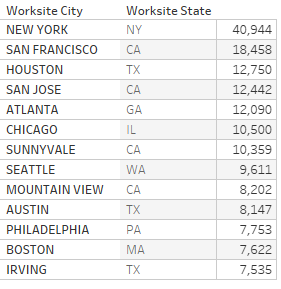 Worksite City Worksite State
NEW YORK NY 40,944
SAN FRANCISCO CA 18,458
HOUSTON TX 12,750
SAN JOSE CA 12,442
ATLANTA GA 12,090
CHICAGO IL 10,500
SUNNYVALE CA 10,359
SEATTLE WA 9,611
MOUNTAIN VIEW CA 8,202
AUSTIN TX 8,147
PHILADELPHIA PA 7,753
BOSTON MA 7,622
IRVING TX 7,535